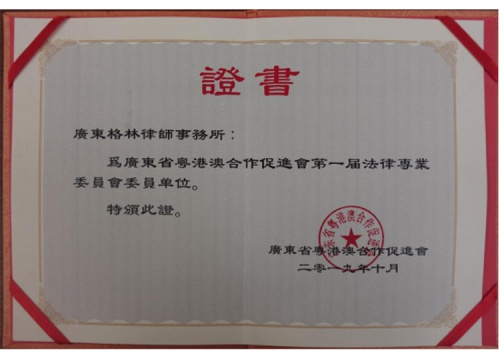 證書
廣東格林律師事務所：
爲廣東省粵港澳合作促進會第一届法律專業
委員會委員单位。
特頒此證。
廣東省粵港澳合作促進會
二零一九年十月